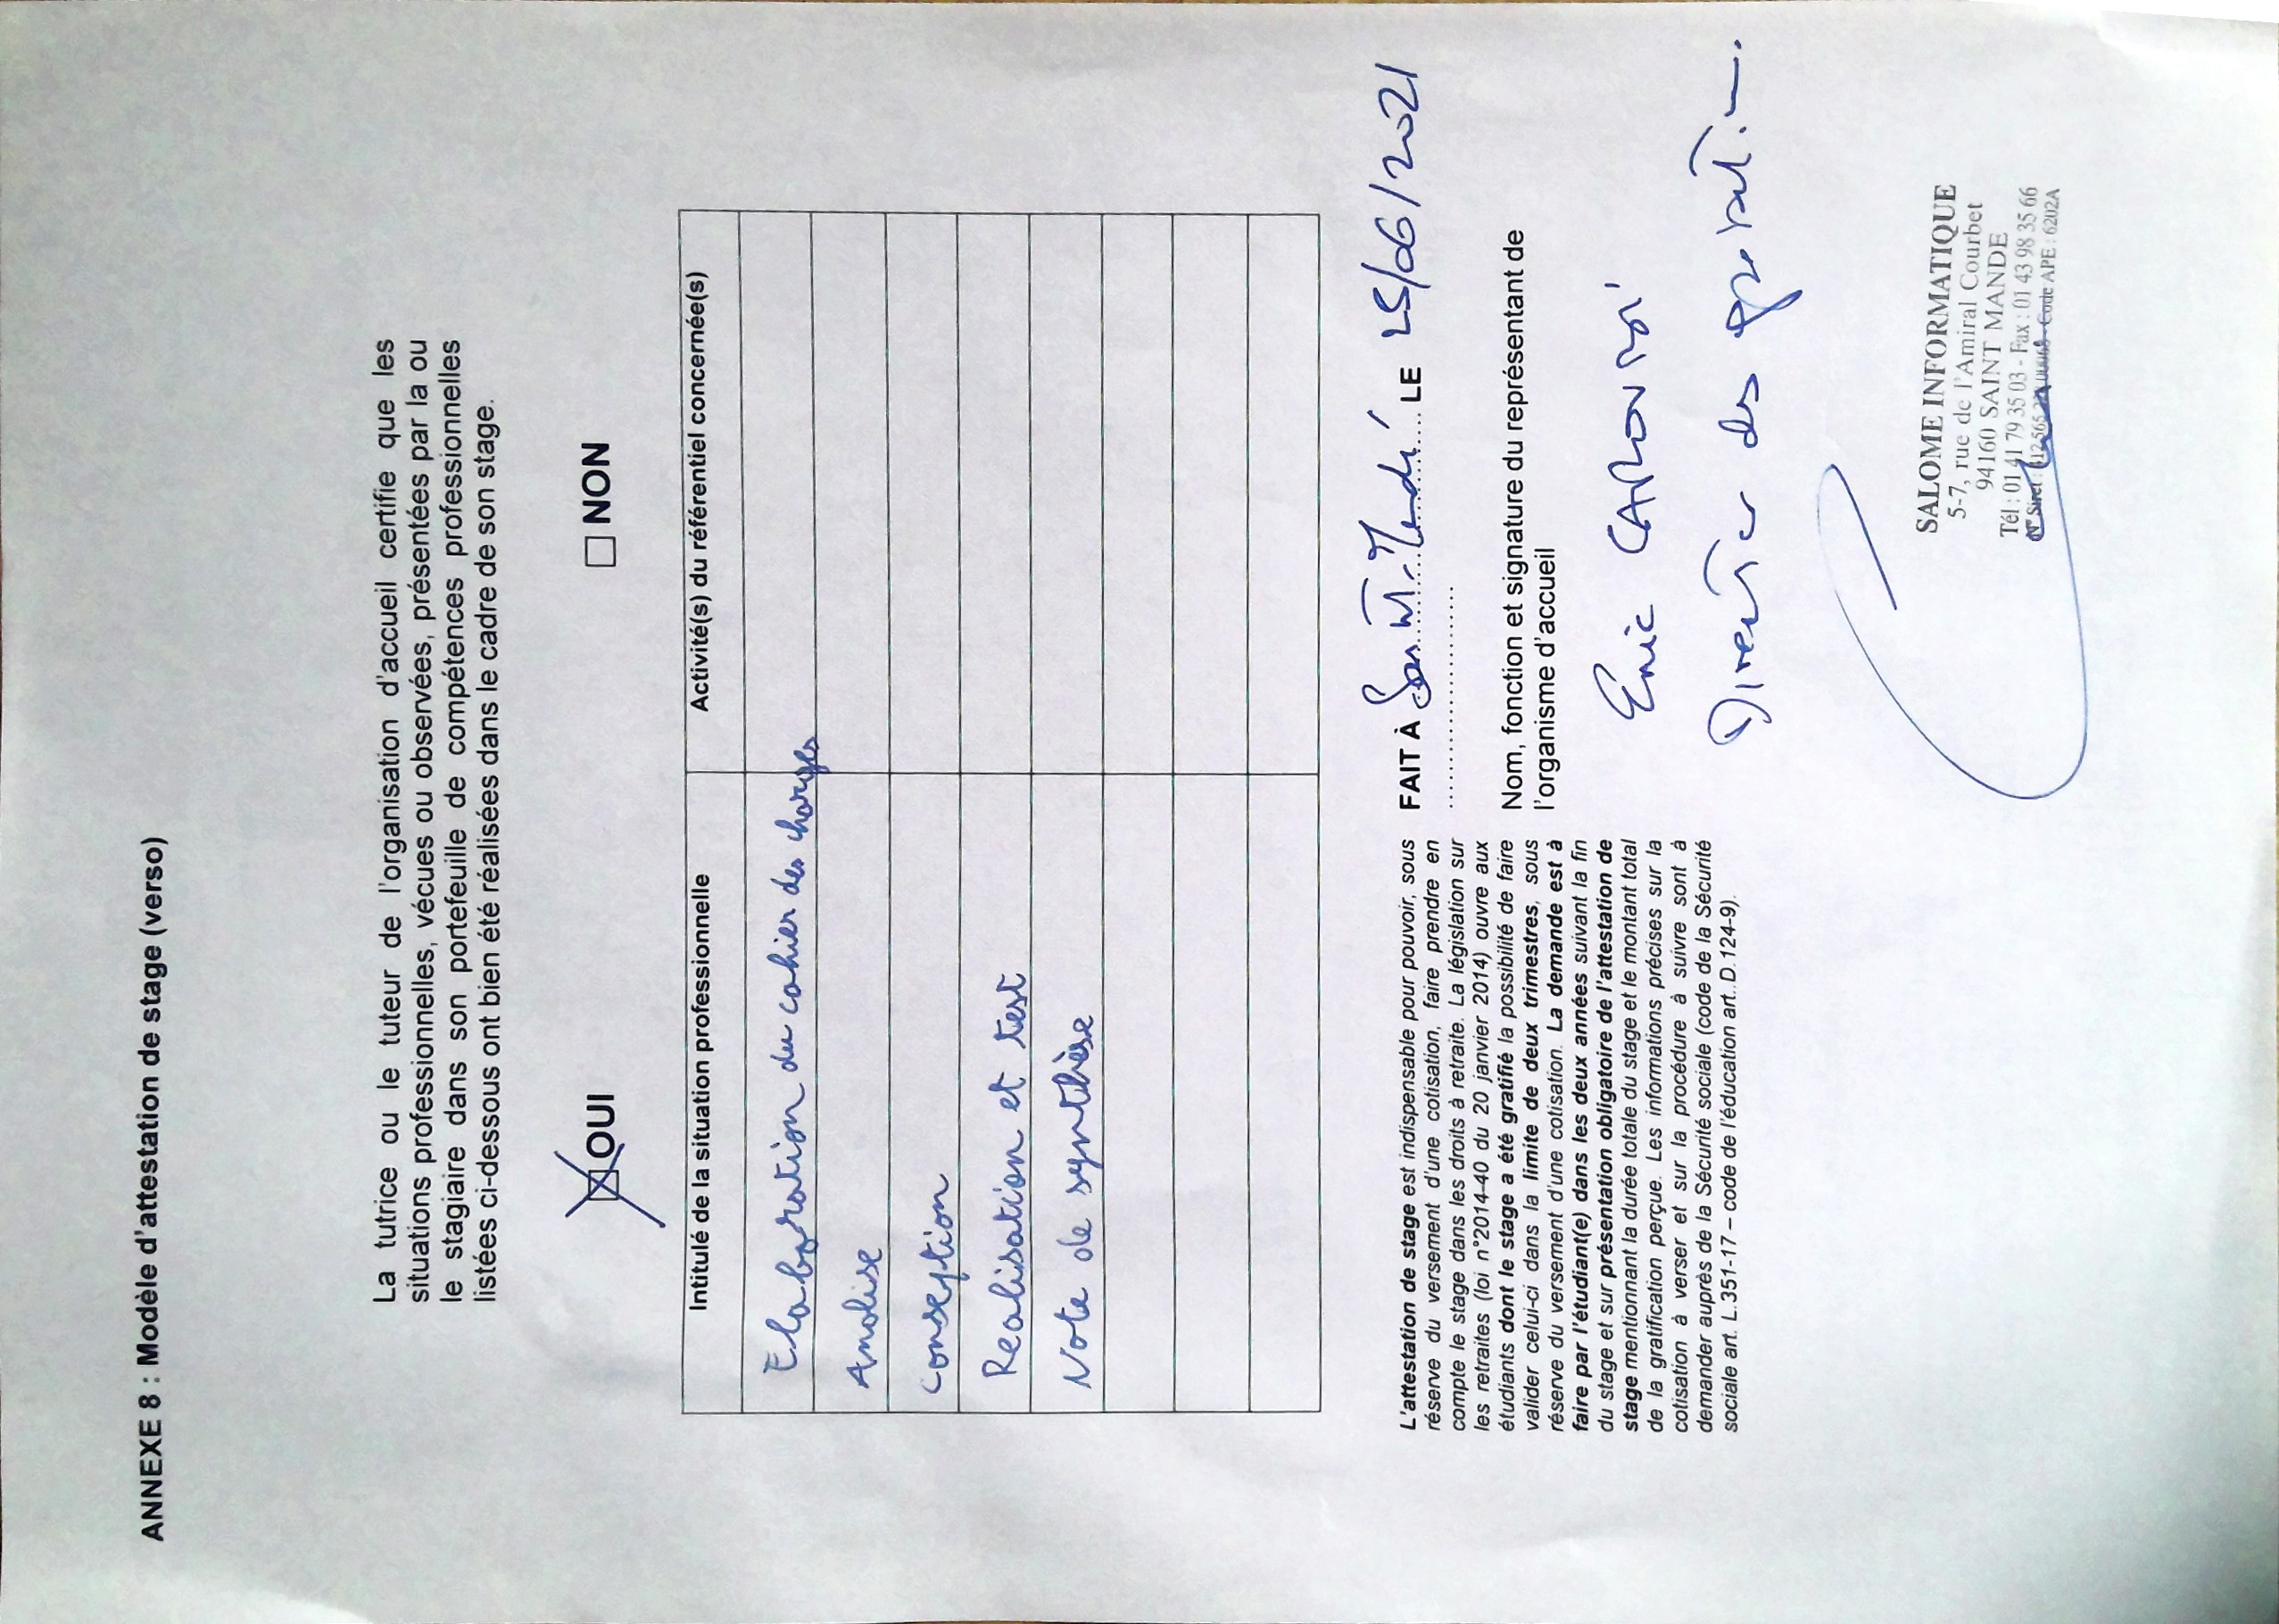 ANNEXE 8 : Modèle d'attestation de stage (verso)
La tutrice ou le tuteur de l'organisation d'accueil certifie que les
situations professionnelles, vécues ou observées, présentées par la ou
le stagiaire dans son portefeuille de compétences professionnelles
listées ci-dessous ont bien été réalisées dans le cadre de son stage.
OUI
NON
Intitulé de la situation professionnelle
Activité(s) du référentiel concernée(s)
Elaboration du cahier des charges
Analise
Conseption
Realisation et test
Note de synthèse
L'attestation de stage est indispensable pour pouvoir, sous
réserve du versement d'une cotisation, faire prendre en
compte le stage dans les droits à retraite. La législation sur
les retraites (loi n°2014-40 du 20 janvier 2014) ouvre aux
étudiants dont le stage a été gratifié la possibilité de faire
valider celui-ci dans la limite de deux trimestres, sous
réserve du versement d'une cotisation. La demande est à
faire par l'étudiant(e) dans les deux années suivant la fin
du stage et sur présentation obligatoire de l'attestation de
stage mentionnant la durée totale du stage et le montant total
de la gratification perçue. Les informations précises sur la
cotisation à verser et sur la procédure à suivre sont à
demander auprès de la Sécurité sociale (code de la Sécurité
sociale art. L.351-17 – code de l'éducation art..D.124-9).
FAIT À Saint-Mandé LE 25/06/2021
Nom, fonction et signature du représentant de
l'organisme d'accueil
Eric
Directeur des
SALOME INFORMATIQUE
5-7, rue de l'Amiral Courbet
94160 SAINT MANDE
Tél : 01 41 79 35 03 - Fax : 01 43 98 35 66
N° Siret : 565 - Code APE : 6202A